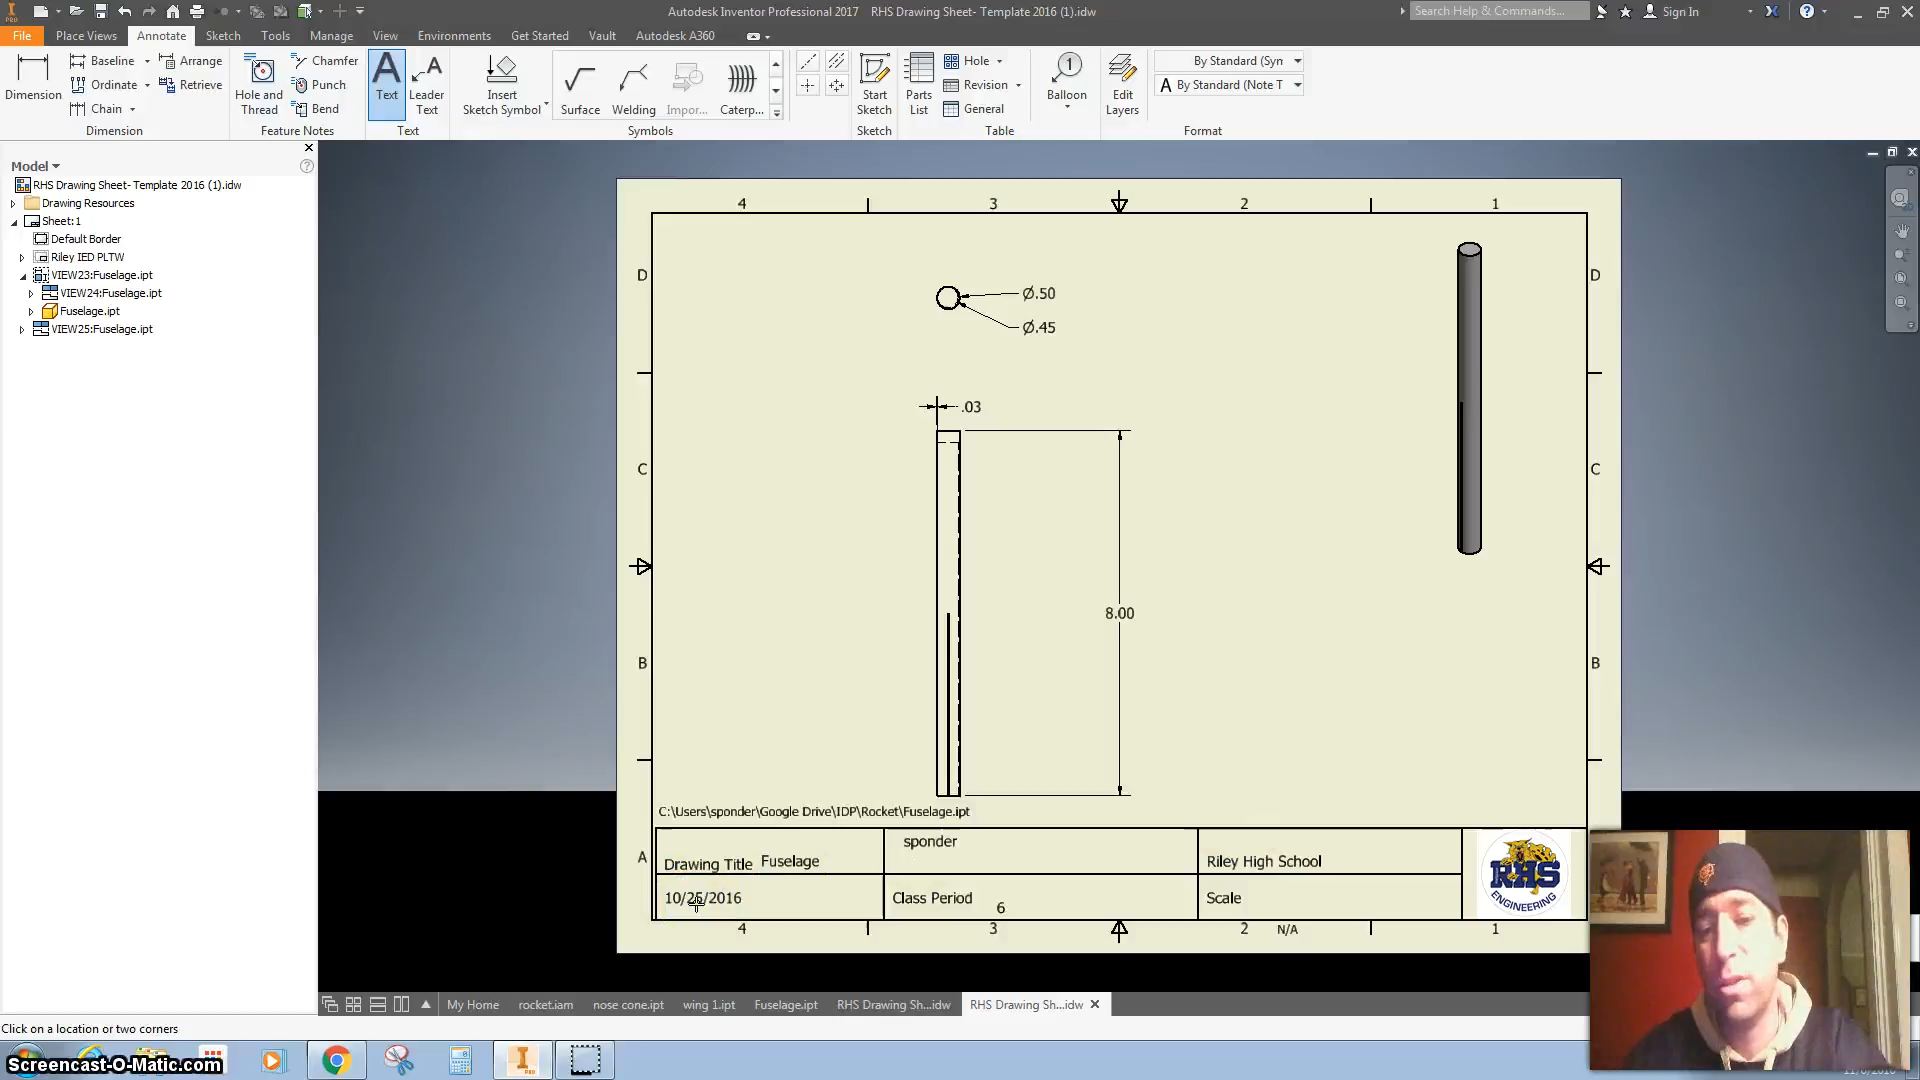 Autodesk Inventor Professional 2017 RHS Drawing Sheet- Template 2016 (1).idw
Search Help & Commands...
Sign In
PRO
File Place Views Annotate Sketch Tools Manage View Environments Get Started Vault Autodesk A360
Dimension
Baseline
Ordinate
Chain
Arrange
Retrieve
Dimension
Hole and
Thread
Chamfer
Punch
Bend
Feature Notes
Text
Leader
Text
Text
Insert
Sketch Symbol
Surface
Welding
Impor...
Caterp...
Symbols
Start
Sketch
Sketch
Parts
List
Hole
Revision
General
Table
Balloon
Edit
Layers
By Standard (Syn
By Standard (Note T
Format
Model
RHS Drawing Sheet- Template 2016 (1).idw
Drawing Resources
Sheet:1
Default Border
Riley IED PLTW
VIEW23:Fuselage.ipt
VIEW24:Fuselage.ipt
Fuselage.ipt
VIEW25:Fuselage.ipt
4 3 2 1
D D
Ø.50
Ø.45
.03
C C
8.00
B B
C:\Users\sponder\Google Drive\IDP\Rocket\Fuselage.ipt
A
Drawing Title Fuselage
sponder
Riley High School
10/25/2016
Class Period 6
Scale
RHS
ENGINEERING
4 3 2 N/A 1
My Home rocket.iam nose cone.ipt wing 1.ipt Fuselage.ipt RHS Drawing Sh...idw RHS Drawing Sh...idw
Click on a location or two corners
Screencast-O-Matic.com